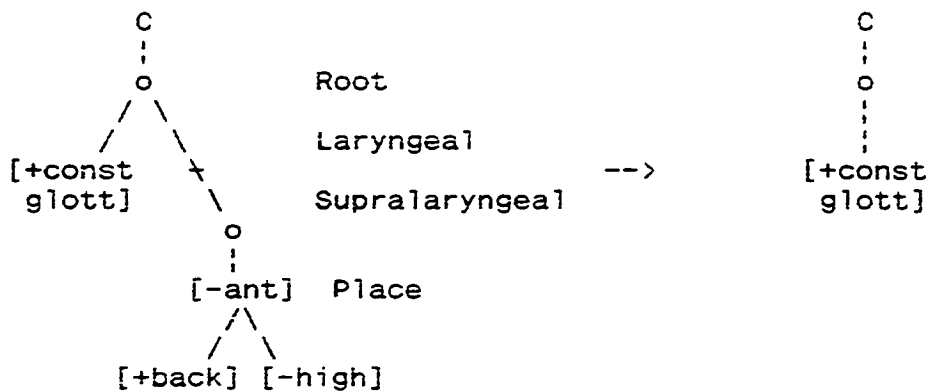 C C
o Root o
Laryngeal
[+const --> [+const
glott] Supralaryngeal glott]
o
[-ant] Place
[+back] [-high]